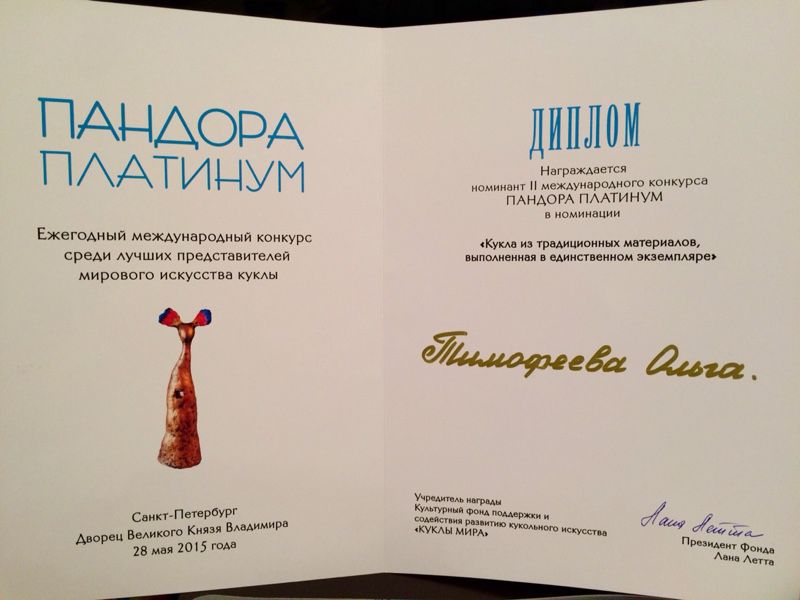 ПАНДОРА
ПЛАТИНУМ
Ежегодный международный конкурс
среди лучших представителей
мирового искусства куклы
Санкт-Петербург
Дворец Великого Князя Владимира
28 мая 2015 года
ДИПЛОМ
Награждается
номинант II международного конкурса
ПАНДОРА ПЛАТИНУМ
в номинации
«Кукла из традиционных материалов,
выполненная в единственном экземпляре»
Тимофеева Ольга.
Учредитель награды
Культурный фонд поддержки и
содействия развитию кукольного искусства
«КУКЛЫ МИРА»
Лана Летта
Президент Фонда
Лана Летта